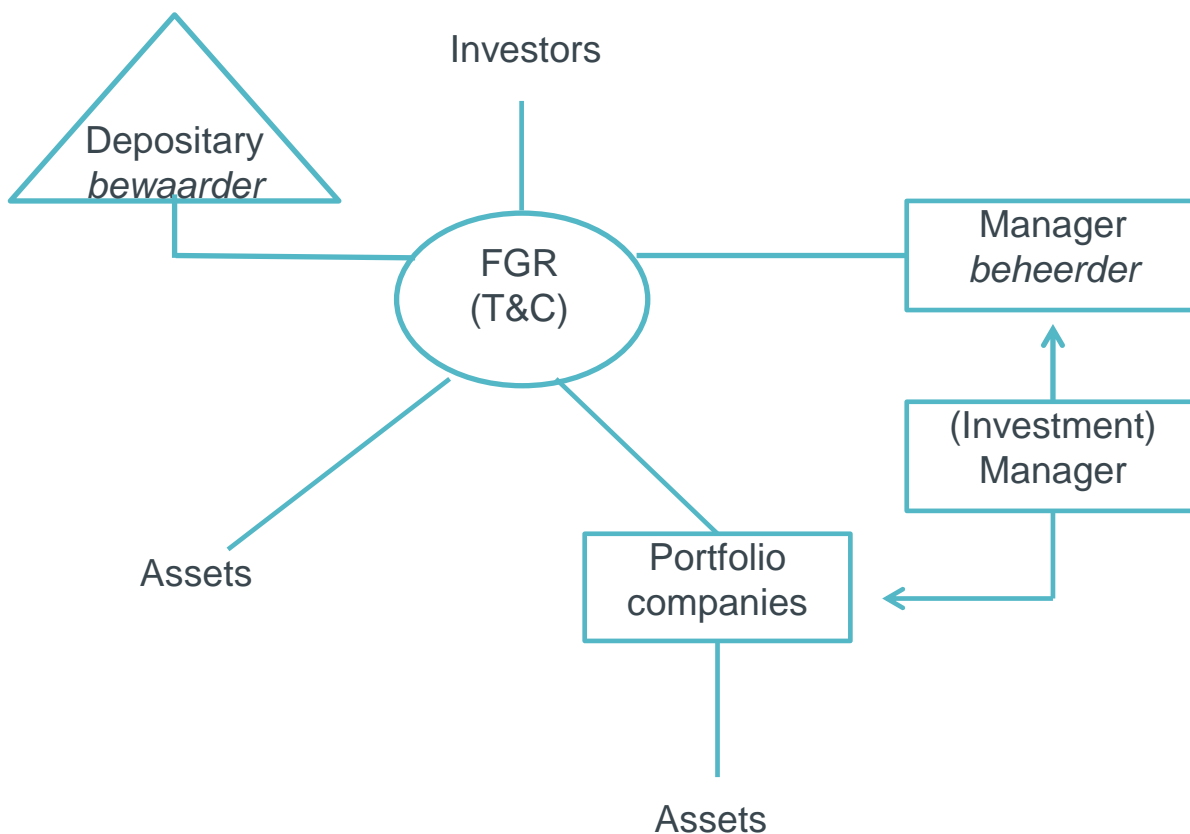 Investors
Depositary
bewaarder
Manager
beheerder
FGR
(T&C)
(Investment)
Manager
Assets
Portfolio
companies
Assets